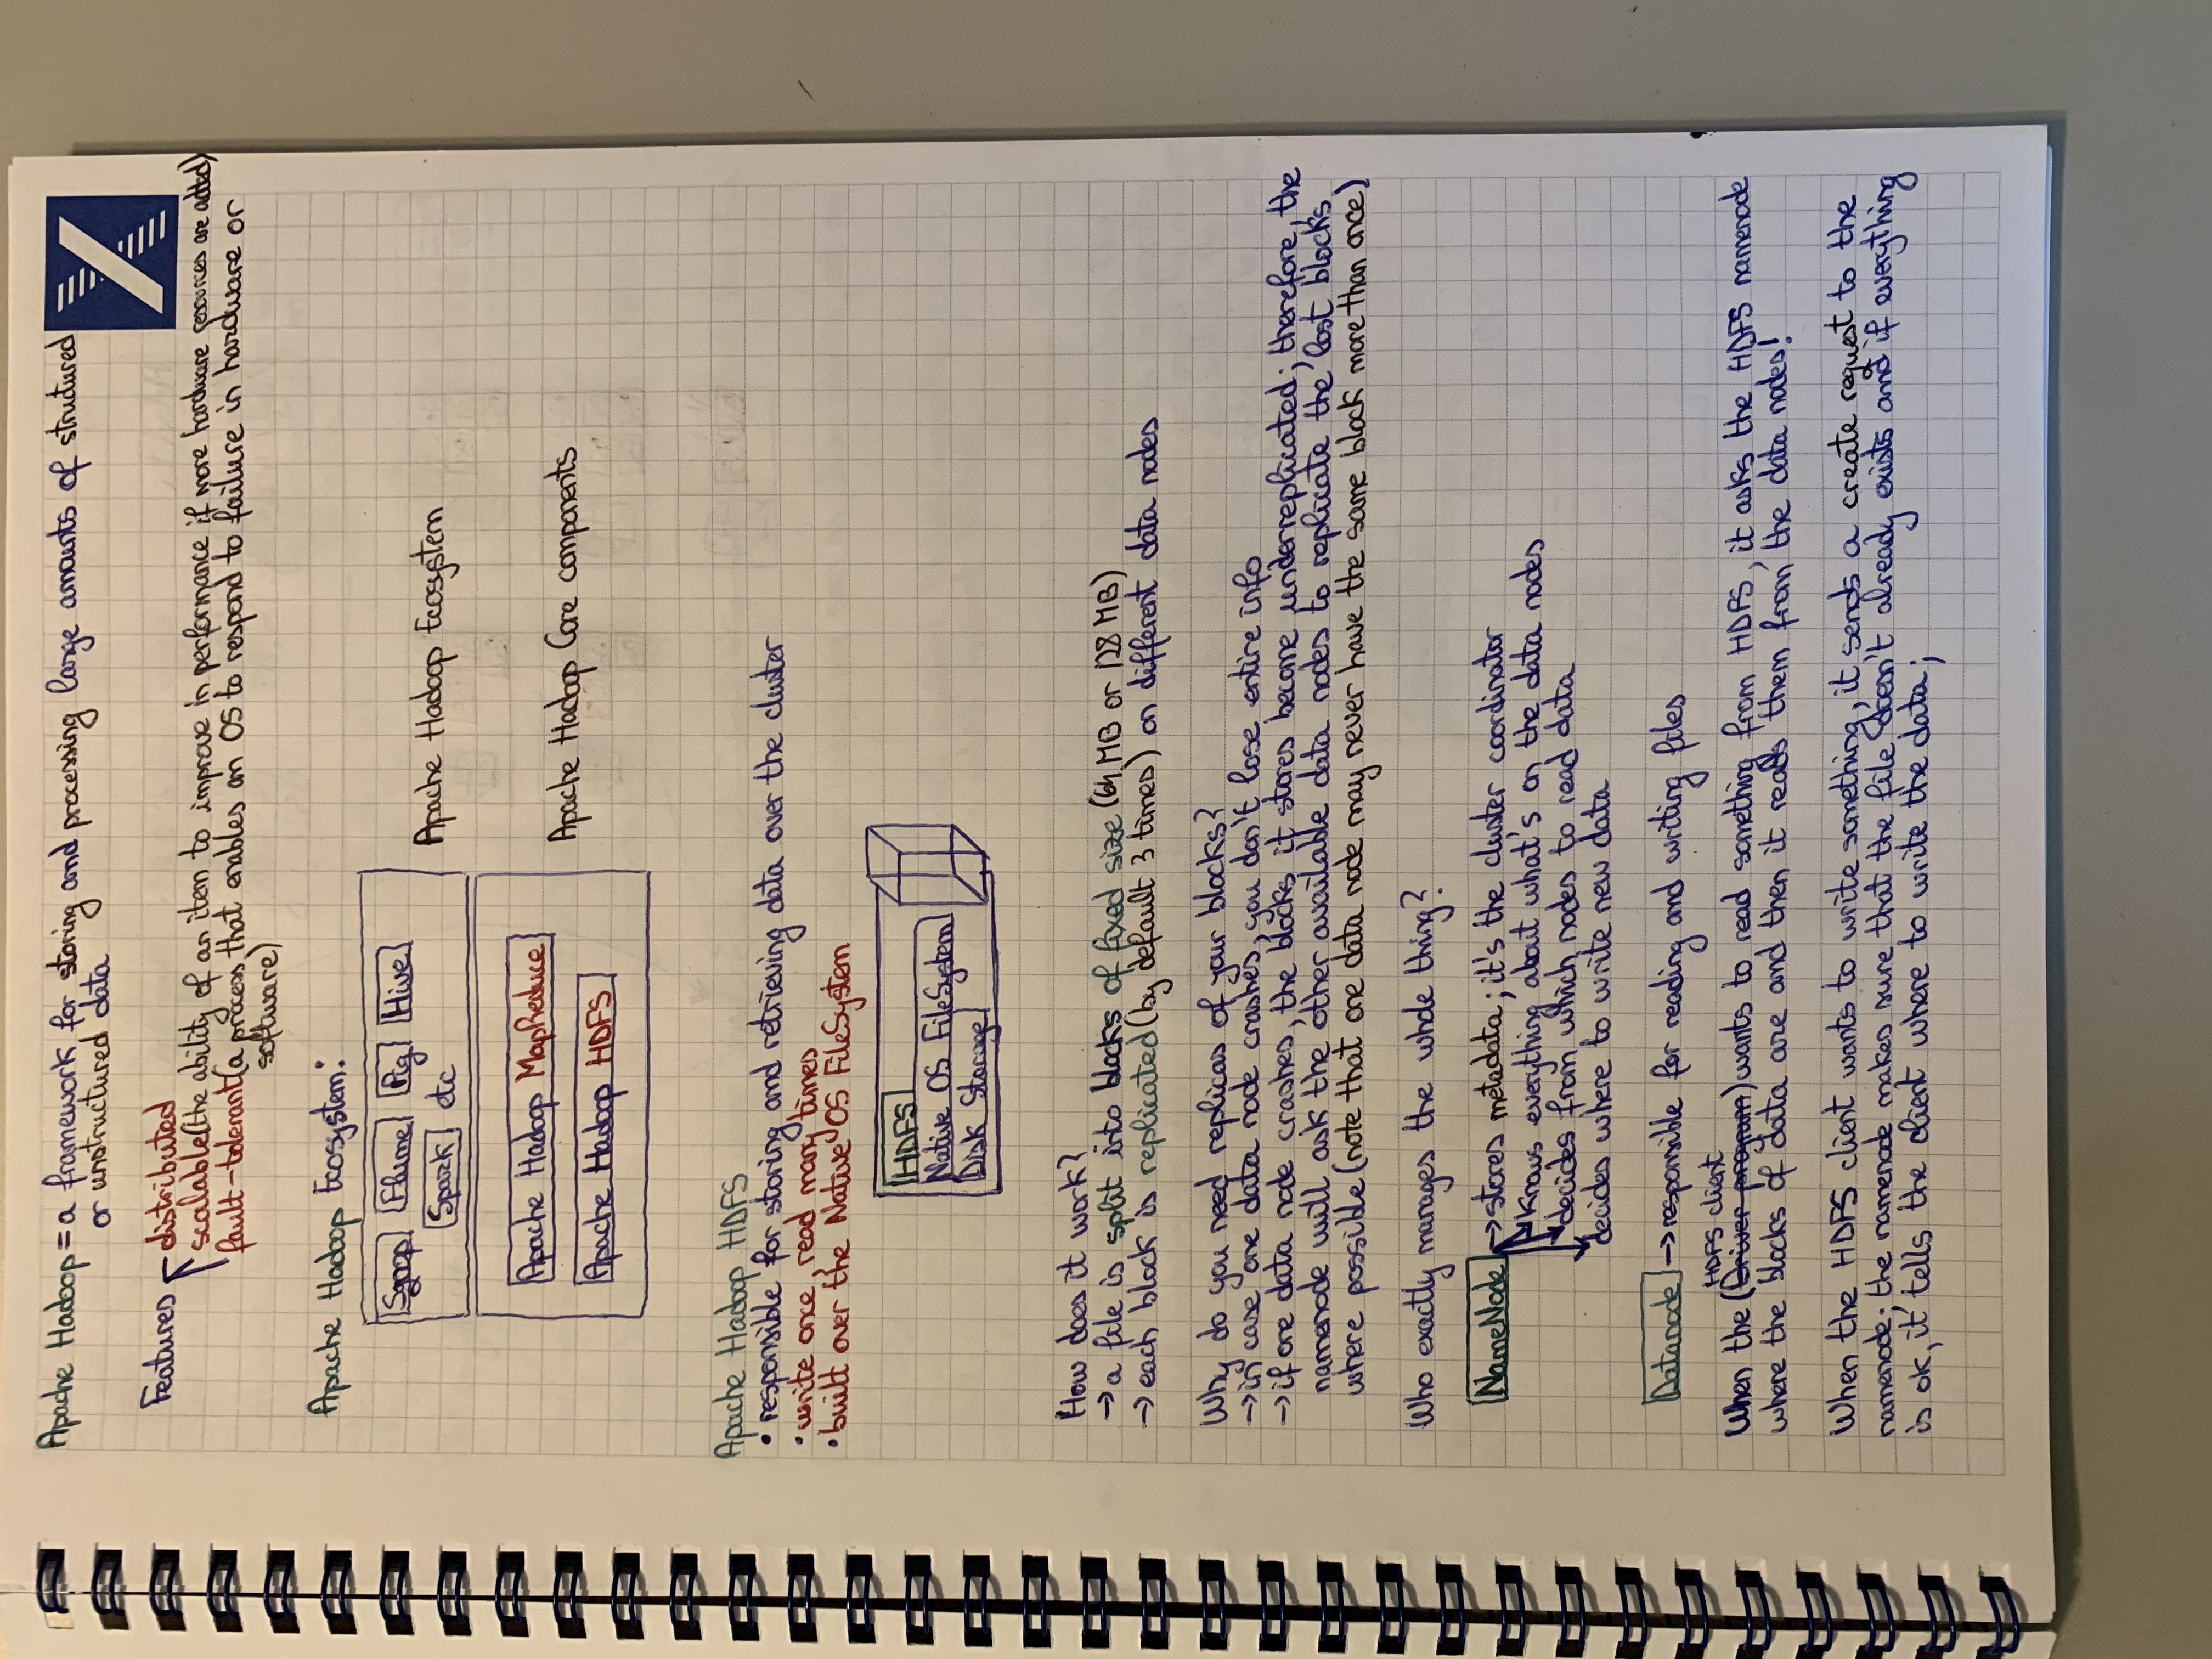 Apache Hadoop = a framework for storing and processing large amounts of structured
or unstructured data
Features
distributed
scalable (the ability of an item to improve in performance if more hardware resources are added)
fault-tolerant (a process that enables an OS to respond to failure in hardware or
software)
Apache Hadoop Ecosystem:
Sqoop Flume Pig Hive
Spark etc
Apache Hadoop Ecosystem
Apache Hadoop MapReduce
Apache Hadoop HDFS
Apache Hadoop Core components
Apache Hadoop HDFS
• responsible for storing and retrieving data over the cluster
• write once, read many times
• built over the Native OS FileSystem
HDFS
Native OS FileSystem
Disk Storage
How does it work?
→ a file is split into blocks of fixed size (64 MB or 128 MB)
→ each block is replicated (by default 3 times) on different data nodes
Why do you need replicas of your blocks?
→ in case one data node crashes, you don't lose entire info
→ if one data node crashes, the blocks it stores become underreplicated; therefore, the
namenode will ask the other available data nodes to replicate the lost blocks
where possible (note that one data node may never have the same block more than once)
Who exactly manages the whole thing?
NameNode → stores metadata; it's the cluster coordinator
knows everything about what's on the data nodes
decides from which nodes to read data
decides where to write new data
Datanode → responsible for reading and writing files
HDFS client
When the (Driver program) wants to read something from HDFS, it asks the HDFS namenode
where the blocks of data are and then it reads them from the data nodes!
When the HDFS client wants to write something, it sends a create request to the
namenode; the namenode makes sure that the file doesn't already exists and if everything
is ok, it tells the client where to write the data;